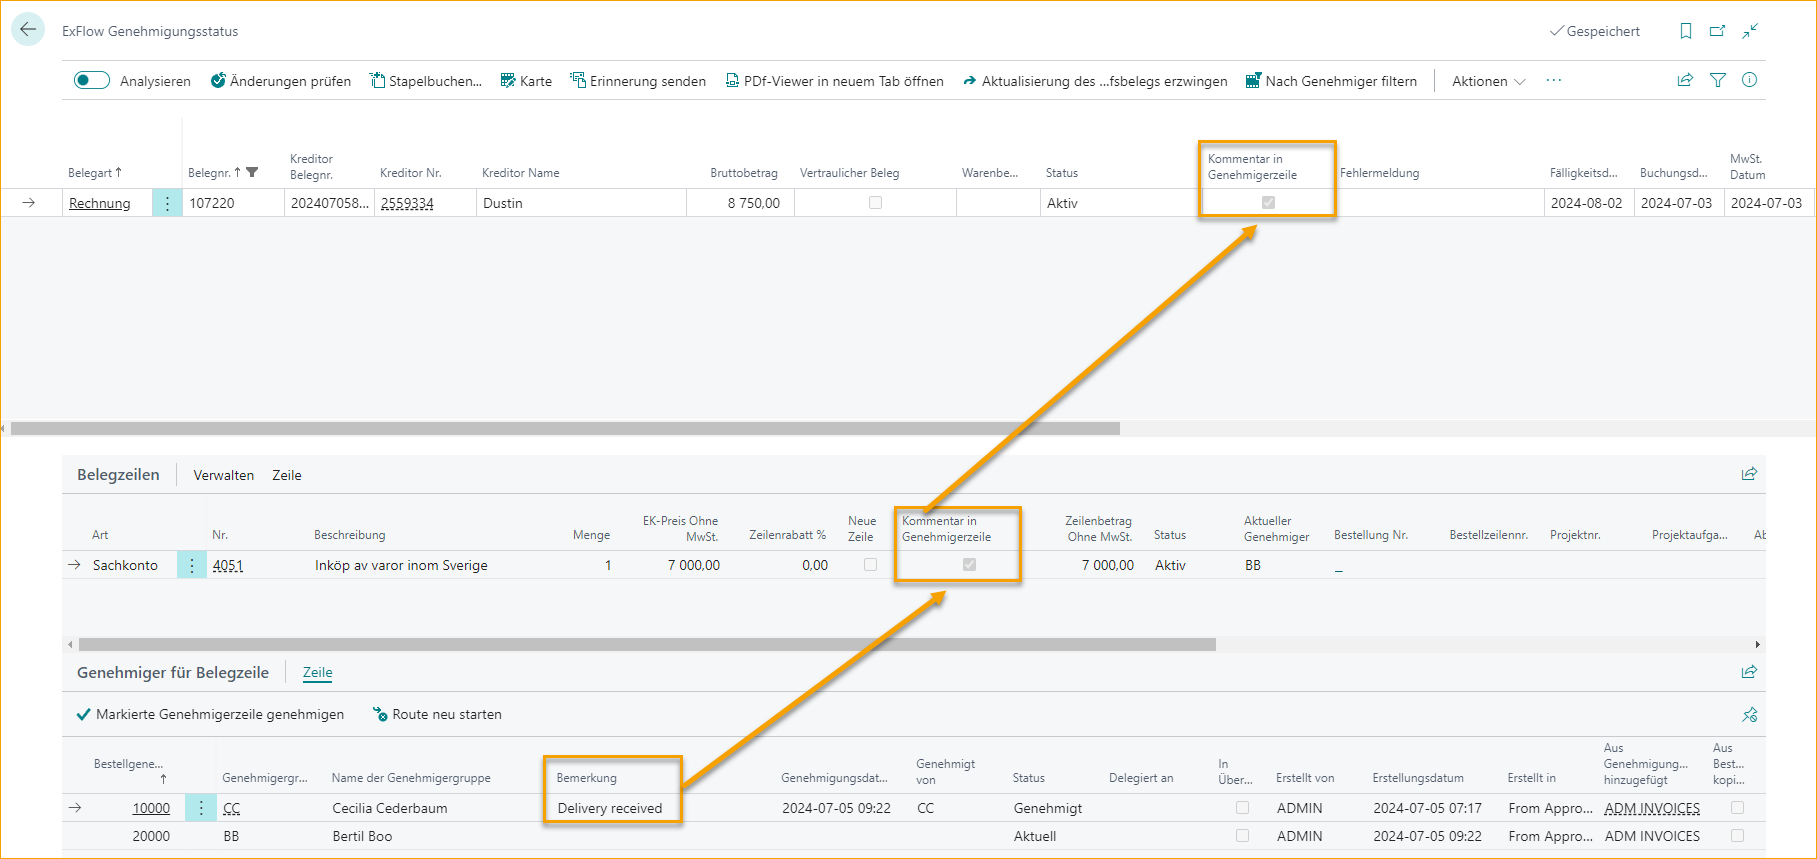 ExFlow Genehmigungsstatus
Gespeichert
Analysieren Änderungen prüfen Stapelbuchen... Karte Erinnerung senden PDf-Viewer in neuem Tab öffnen Aktualisierung des ...fsbelegs erzwingen Nach Genehmiger filtern Aktionen ...
Belegart ↑ Belegnr. ↑ Kreditor Belegnr. Kreditor Nr. Kreditor Name Bruttobetrag Vertraulicher Beleg Warenbe... Status Kommentar in Genehmigerzeile Fehlermeldung Fälligkeitsd... Buchungsd... MwSt. Datum
Rechnung 107220 202407058... 2559334 Dustin 8 750,00 Aktiv 2024-08-02 2024-07-03 2024-07-03
Belegzeilen Verwalten Zeile
Art Nr. Beschreibung Menge EK-Preis Ohne MwSt. Zeilenrabatt % Neue Zeile Kommentar in Genehmigerzeile Zeilenbetrag Ohne MwSt. Status Aktueller Genehmiger Bestellung Nr. Bestellzeilennr. Projektnr. Projektaufga... Ab
Sachkonto 4051 Inköp av varor inom Sverige 1 7 000,00 0,00 7 000,00 Aktiv BB _
Genehmiger für Belegzeile Zeile
Markierte Genehmigerzeile genehmigen Route neu starten
Bestellgene... ↑ Genehmigergr... Name der Genehmigergruppe Bemerkung Genehmigungsdat... Genehmigt von Status Delegiert an In Über... Erstellt von Erstellungsdatum Erstellt in Aus Genehmigung... hinzugefügt Aus Best... kopi...
10000 CC Cecilia Cederbaum Delivery received 2024-07-05 09:22 CC Genehmigt ADMIN 2024-07-05 07:17 From Appro... ADM INVOICES
20000 BB Bertil Boo Aktuell ADMIN 2024-07-05 09:22 From Appro... ADM INVOICES